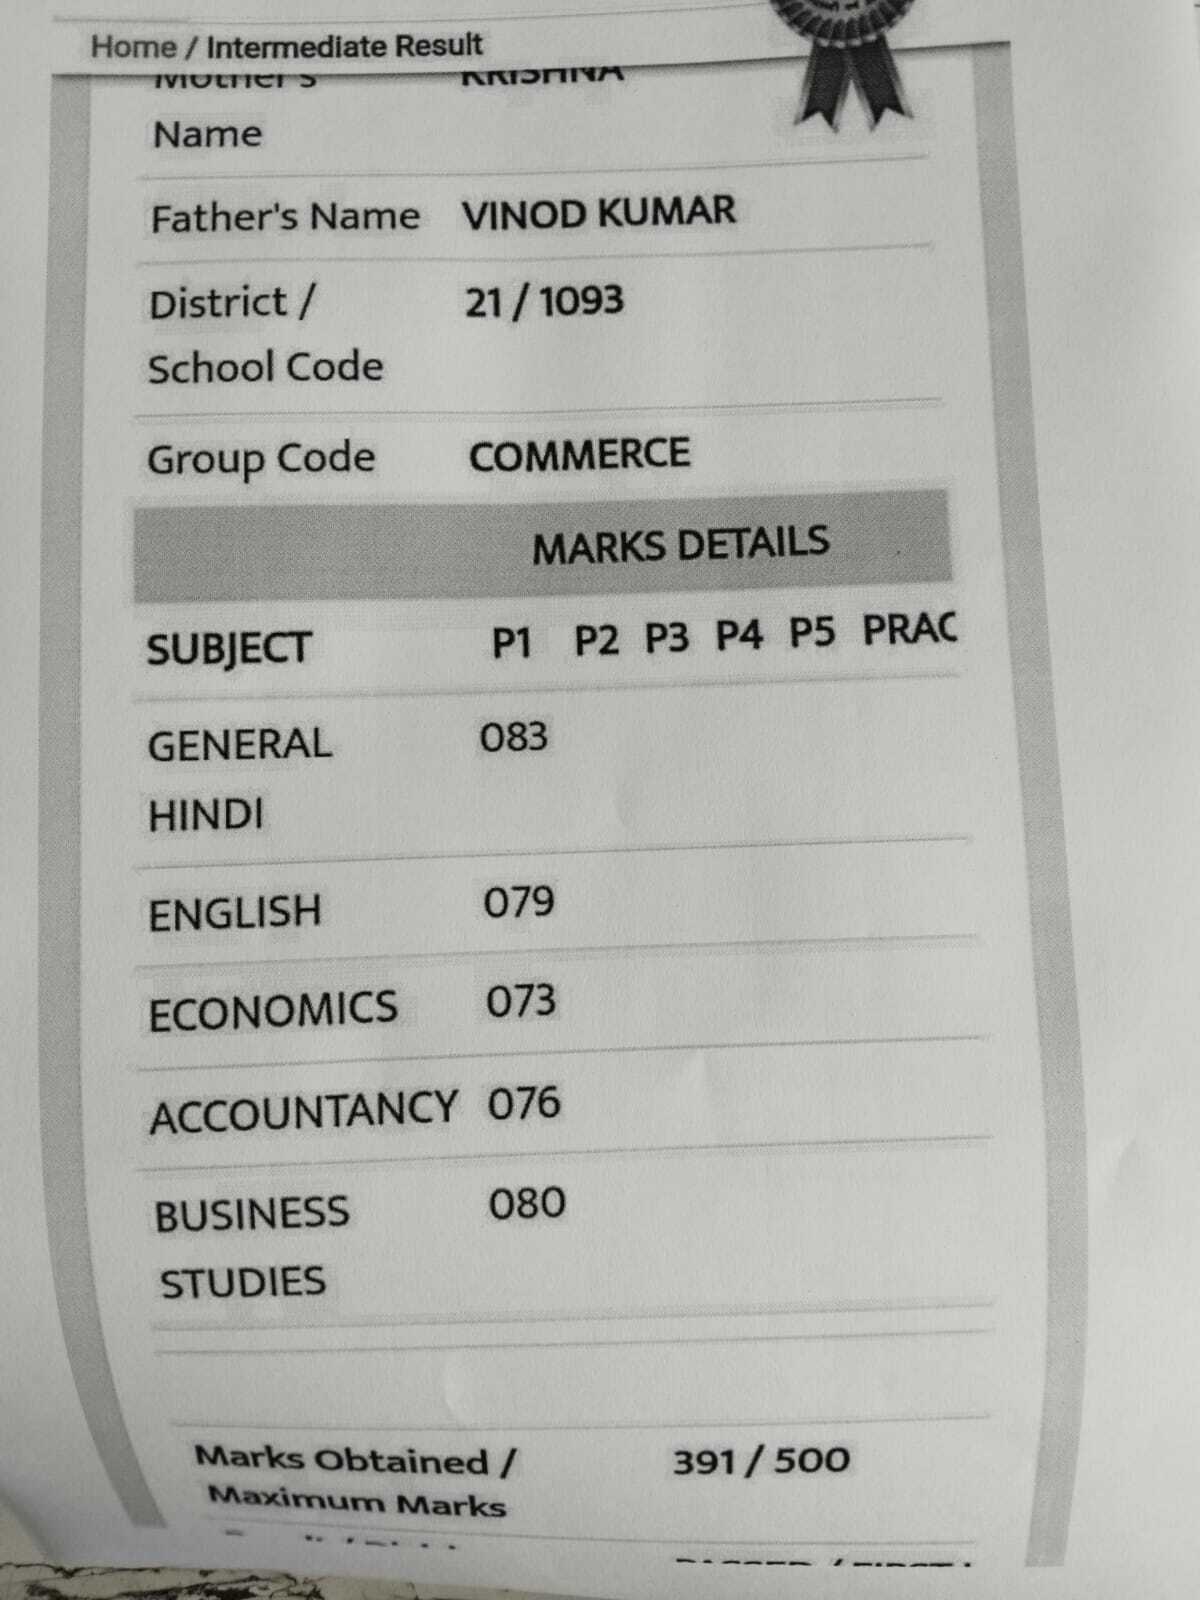 Home / Intermediate Result
Mother's KRISHNA
Name
Father's Name VINOD KUMAR
District / 21 / 1093
School Code
Group Code COMMERCE
MARKS DETAILS
SUBJECT P1 P2 P3 P4 P5 PRAC
GENERAL 083
HINDI
ENGLISH 079
ECONOMICS 073
ACCOUNTANCY 076
BUSINESS 080
STUDIES
Marks Obtained / 391 / 500
Maximum Marks